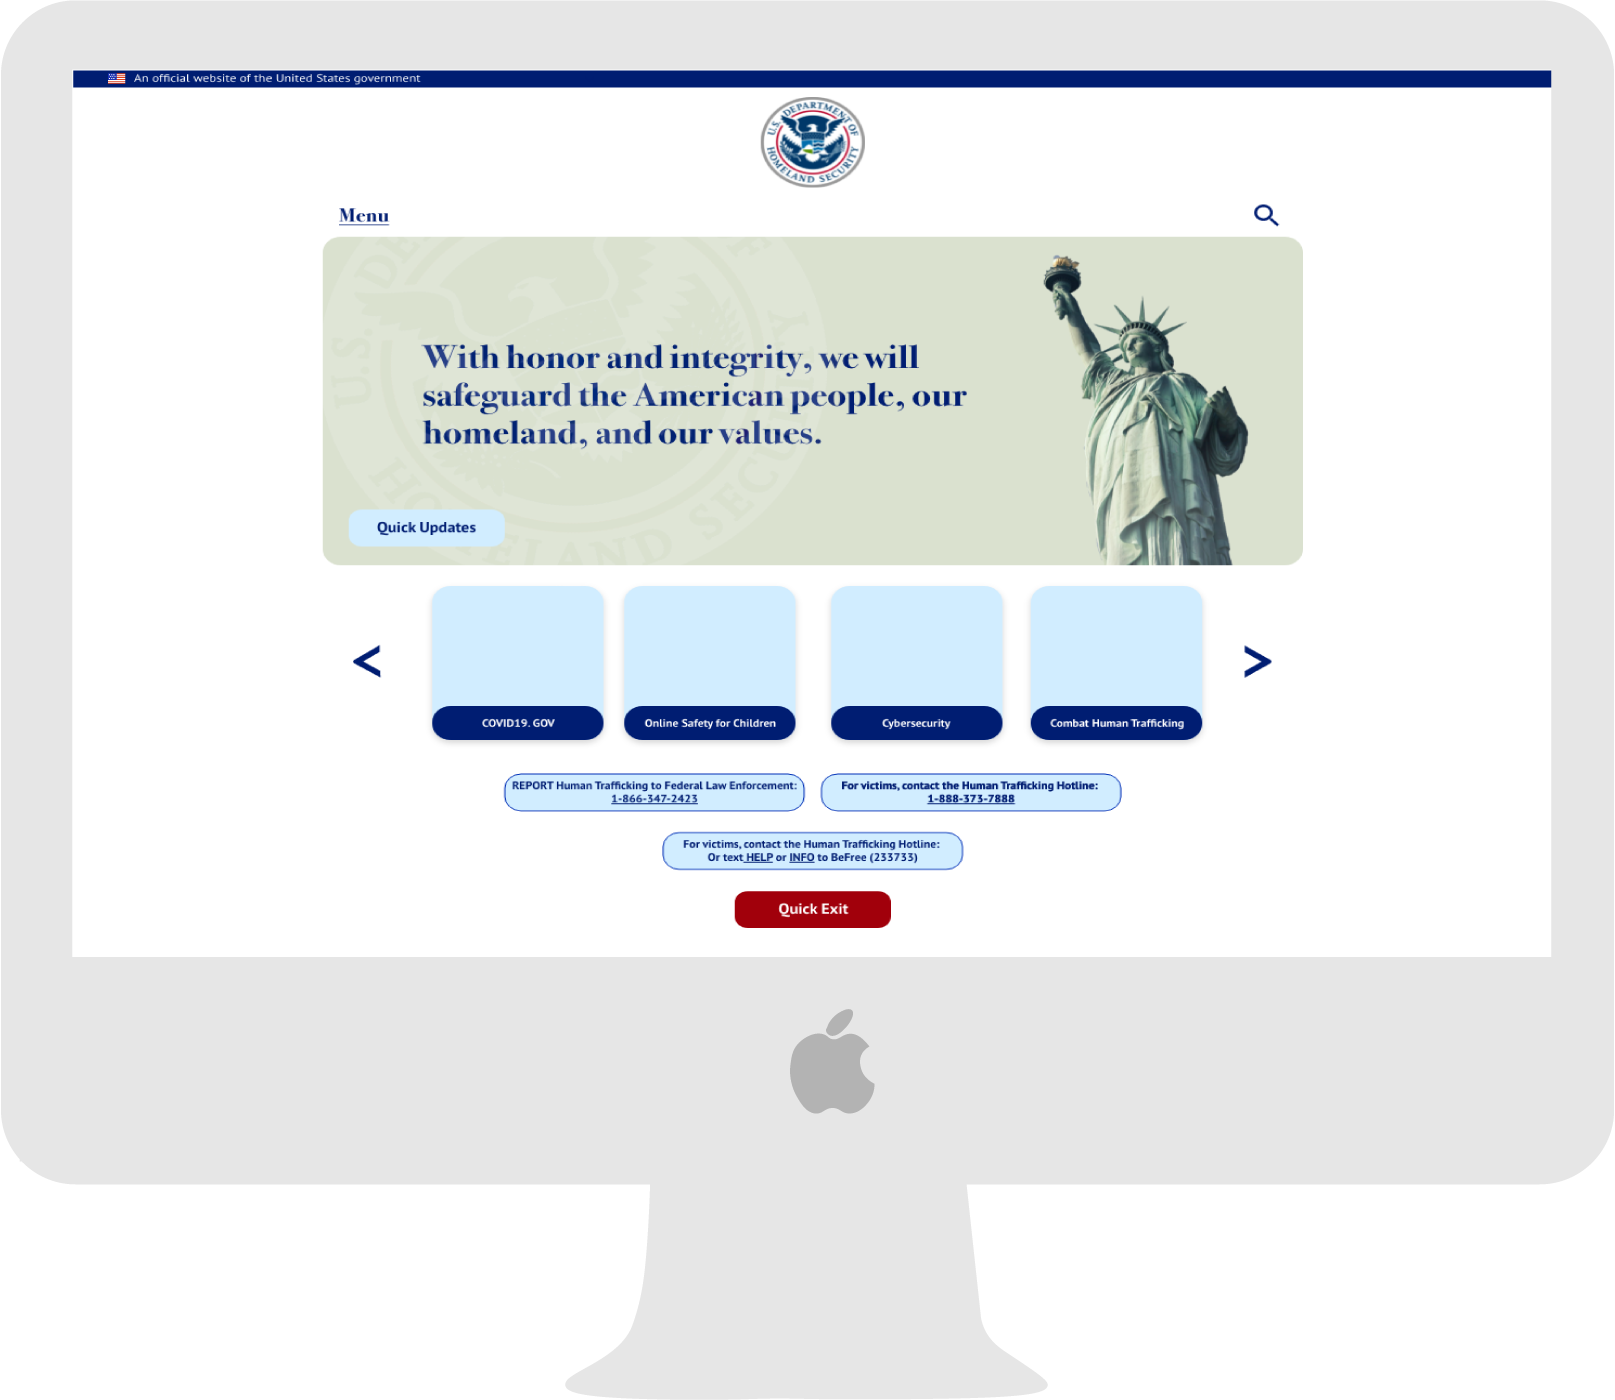 An official website of the United States government
U.S. DEPARTMENT OF
HOMELAND SECURITY
Menu
With honor and integrity, we will
safeguard the American people, our
homeland, and our values.
Quick Updates
U.S. DE
HOMELAND SECURITY
<
COVID19. GOV
Online Safety for Children
Cybersecurity
Combat Human Trafficking
>
REPORT Human Trafficking to Federal Law Enforcement:
1-866-347-2423
For victims, contact the Human Trafficking Hotline:
1-888-373-7888
For victims, contact the Human Trafficking Hotline:
Or text HELP or INFO to BeFree (233733)
Quick Exit